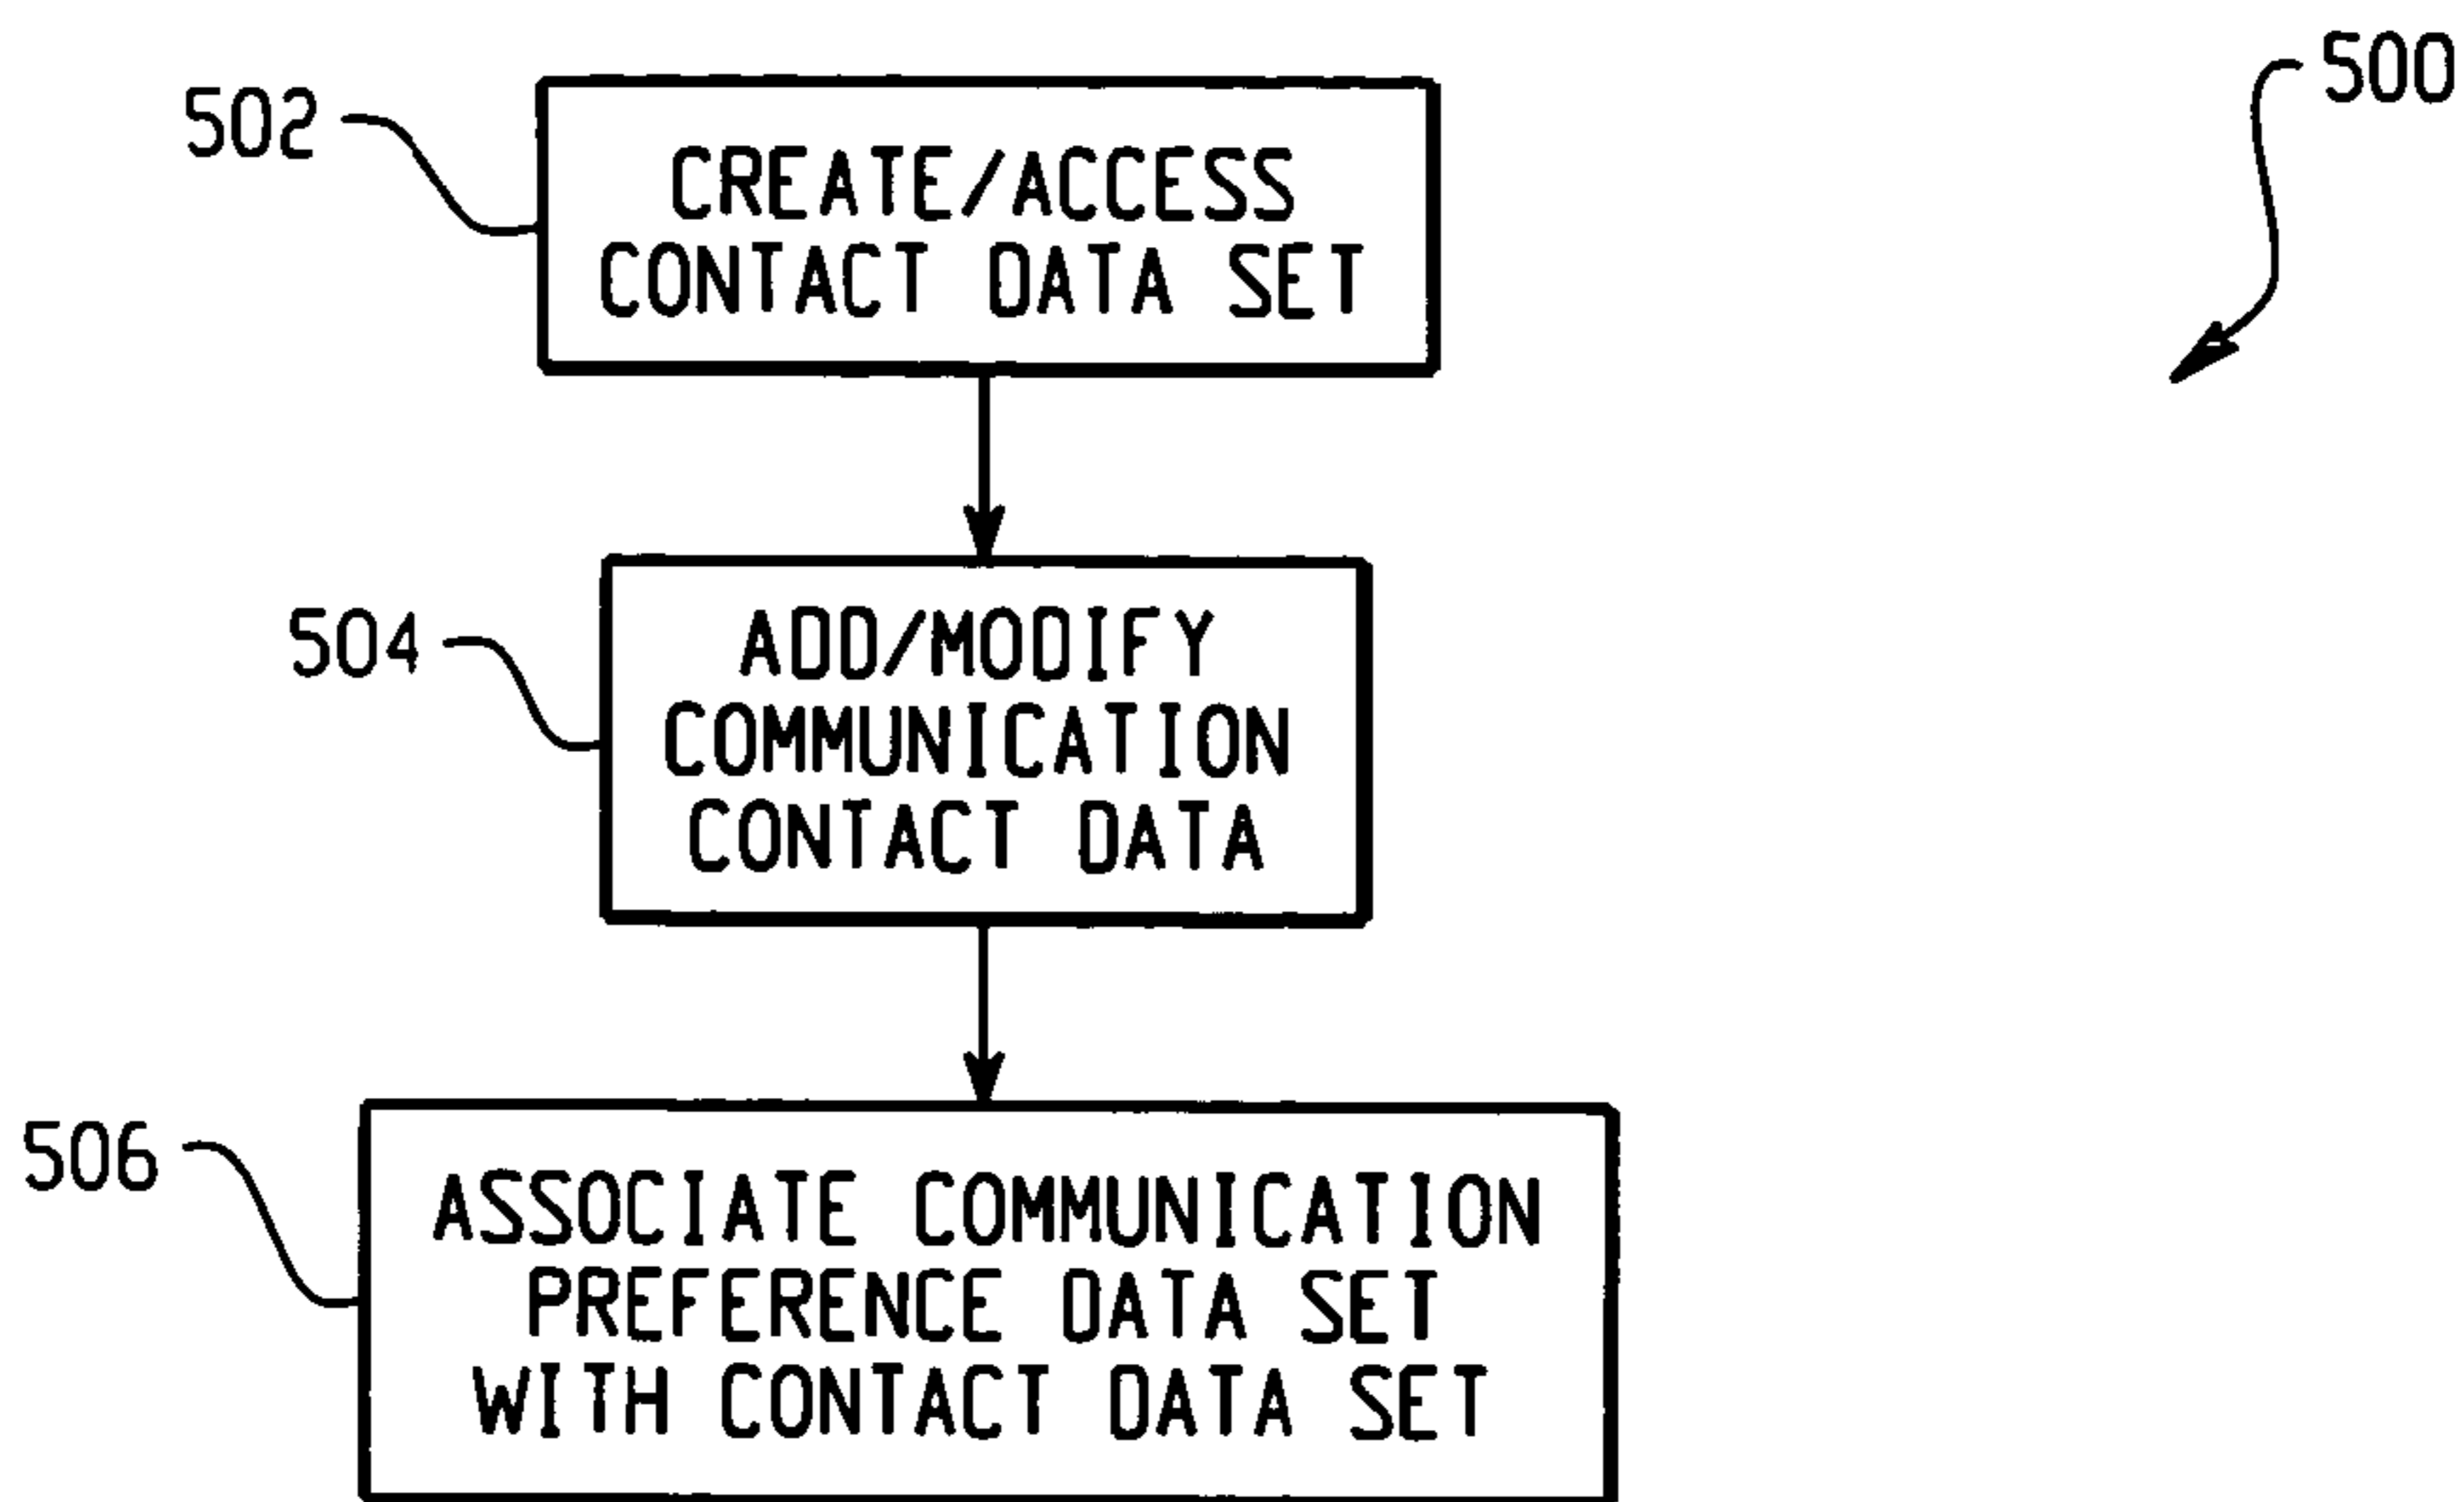 500
502
CREATE/ACCESS
CONTACT DATA SET
504
ADD/MODIFY
COMMUNICATION
CONTACT DATA
506
ASSOCIATE COMMUNICATION
PREFERENCE DATA SET
WITH CONTACT DATA SET